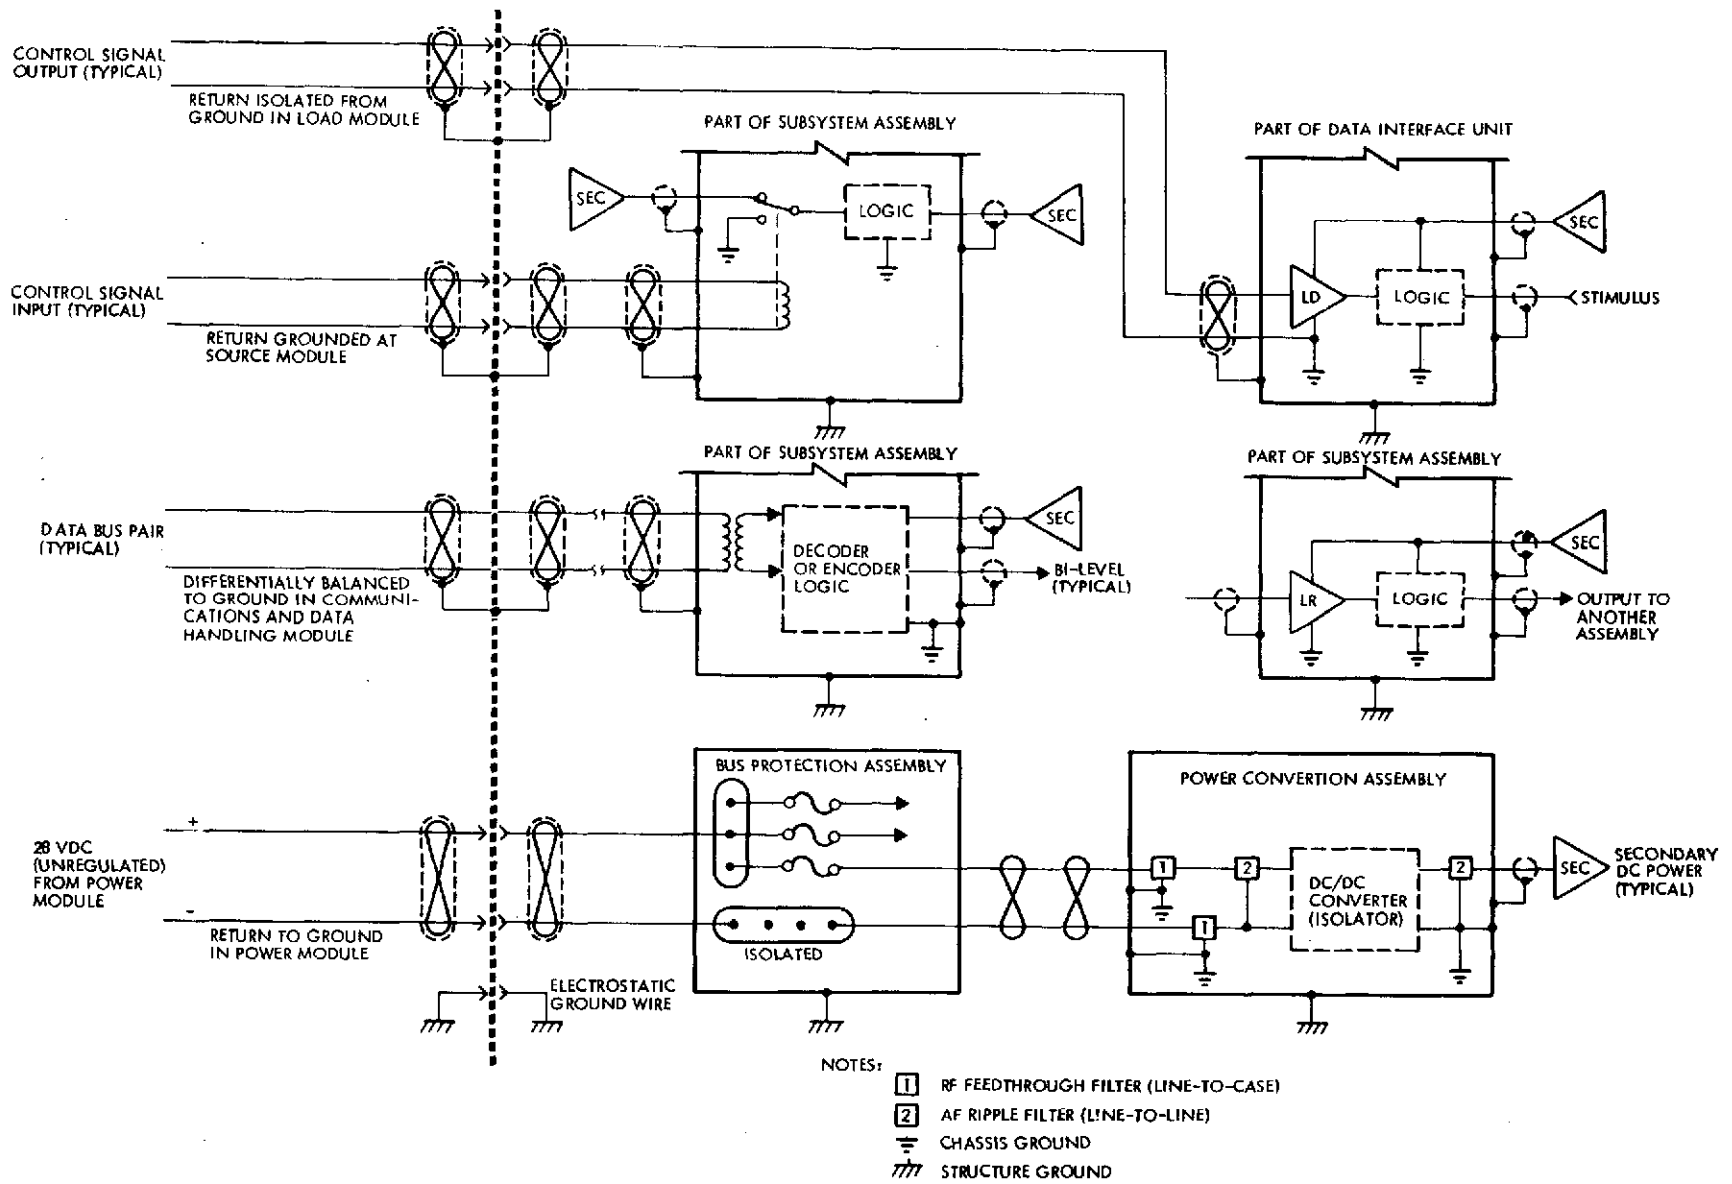 CONTROL SIGNAL
OUTPUT (TYPICAL)
RETURN ISOLATED FROM
GROUND IN LOAD MODULE
PART OF SUBSYSTEM ASSEMBLY
SEC
LOGIC
SEC
PART OF DATA INTERFACE UNIT
SEC
LD
LOGIC
STIMULUS
CONTROL SIGNAL
INPUT (TYPICAL)
RETURN GROUNDED AT
SOURCE MODULE
PART OF SUBSYSTEM ASSEMBLY
SEC
DATA BUS PAIR
(TYPICAL)
DECODER
OR ENCODER
LOGIC
BI-LEVEL
(TYPICAL)
DIFFERENTIALLY BALANCED
TO GROUND IN COMMUNI-
CATIONS AND DATA
HANDLING MODULE
PART OF SUBSYSTEM ASSEMBLY
SEC
LR
LOGIC
OUTPUT TO
ANOTHER
ASSEMBLY
BUS PROTECTION ASSEMBLY
POWER CONVERTION ASSEMBLY
+
28 VDC
(UNREGULATED)
FROM POWER
MODULE
-
RETURN TO GROUND
IN POWER MODULE
ISOLATED
1
2
DC/DC
CONVERTER
(ISOLATOR)
2
1
SEC
SECONDARY
DC POWER
(TYPICAL)
ELECTROSTATIC
GROUND WIRE
NOTES:
1 RF FEEDTHROUGH FILTER (LINE-TO-CASE)
2 AF RIPPLE FILTER (LINE-TO-LINE)
CHASSIS GROUND
STRUCTURE GROUND